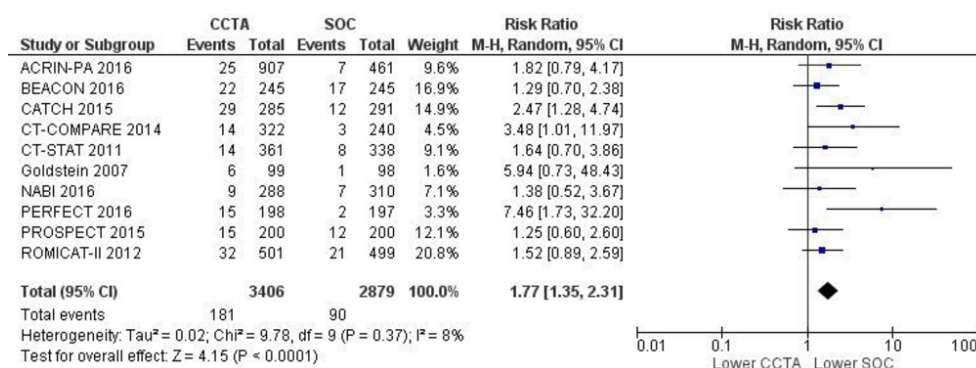 CCTA SOC Risk Ratio Risk Ratio
Study or Subgroup Events Total Events Total Weight M-H, Random, 95% CI M-H, Random, 95% CI
ACRIN-PA 2016 25 907 7 461 9.6% 1.82 [0.79, 4.17]
BEACON 2016 22 245 17 245 16.9% 1.29 [0.70, 2.38]
CATCH 2015 29 285 12 291 14.9% 2.47 [1.28, 4.74]
CT-COMPARE 2014 14 322 3 240 4.5% 3.48 [1.01, 11.97]
CT-STAT 2011 14 361 8 338 9.1% 1.64 [0.70, 3.86]
Goldstein 2007 6 99 1 98 1.6% 5.94 [0.73, 48.43]
NABI 2016 9 288 7 310 7.1% 1.38 [0.52, 3.67]
PERFECT 2016 15 198 2 197 3.3% 7.46 [1.73, 32.20]
PROSPECT 2015 15 200 12 200 12.1% 1.25 [0.60, 2.60]
ROMICAT-II 2012 32 501 21 499 20.8% 1.52 [0.89, 2.59]
Total (95% CI) 3406 2879 100.0% 1.77 [1.35, 2.31]
Total events 181 90
Heterogeneity: Tau² = 0.02; Chi² = 9.78, df = 9 (P = 0.37); I² = 8%
Test for overall effect: Z = 4.15 (P < 0.0001)
0.01 0.1 1 10 100
Lower CCTA Lower SOC